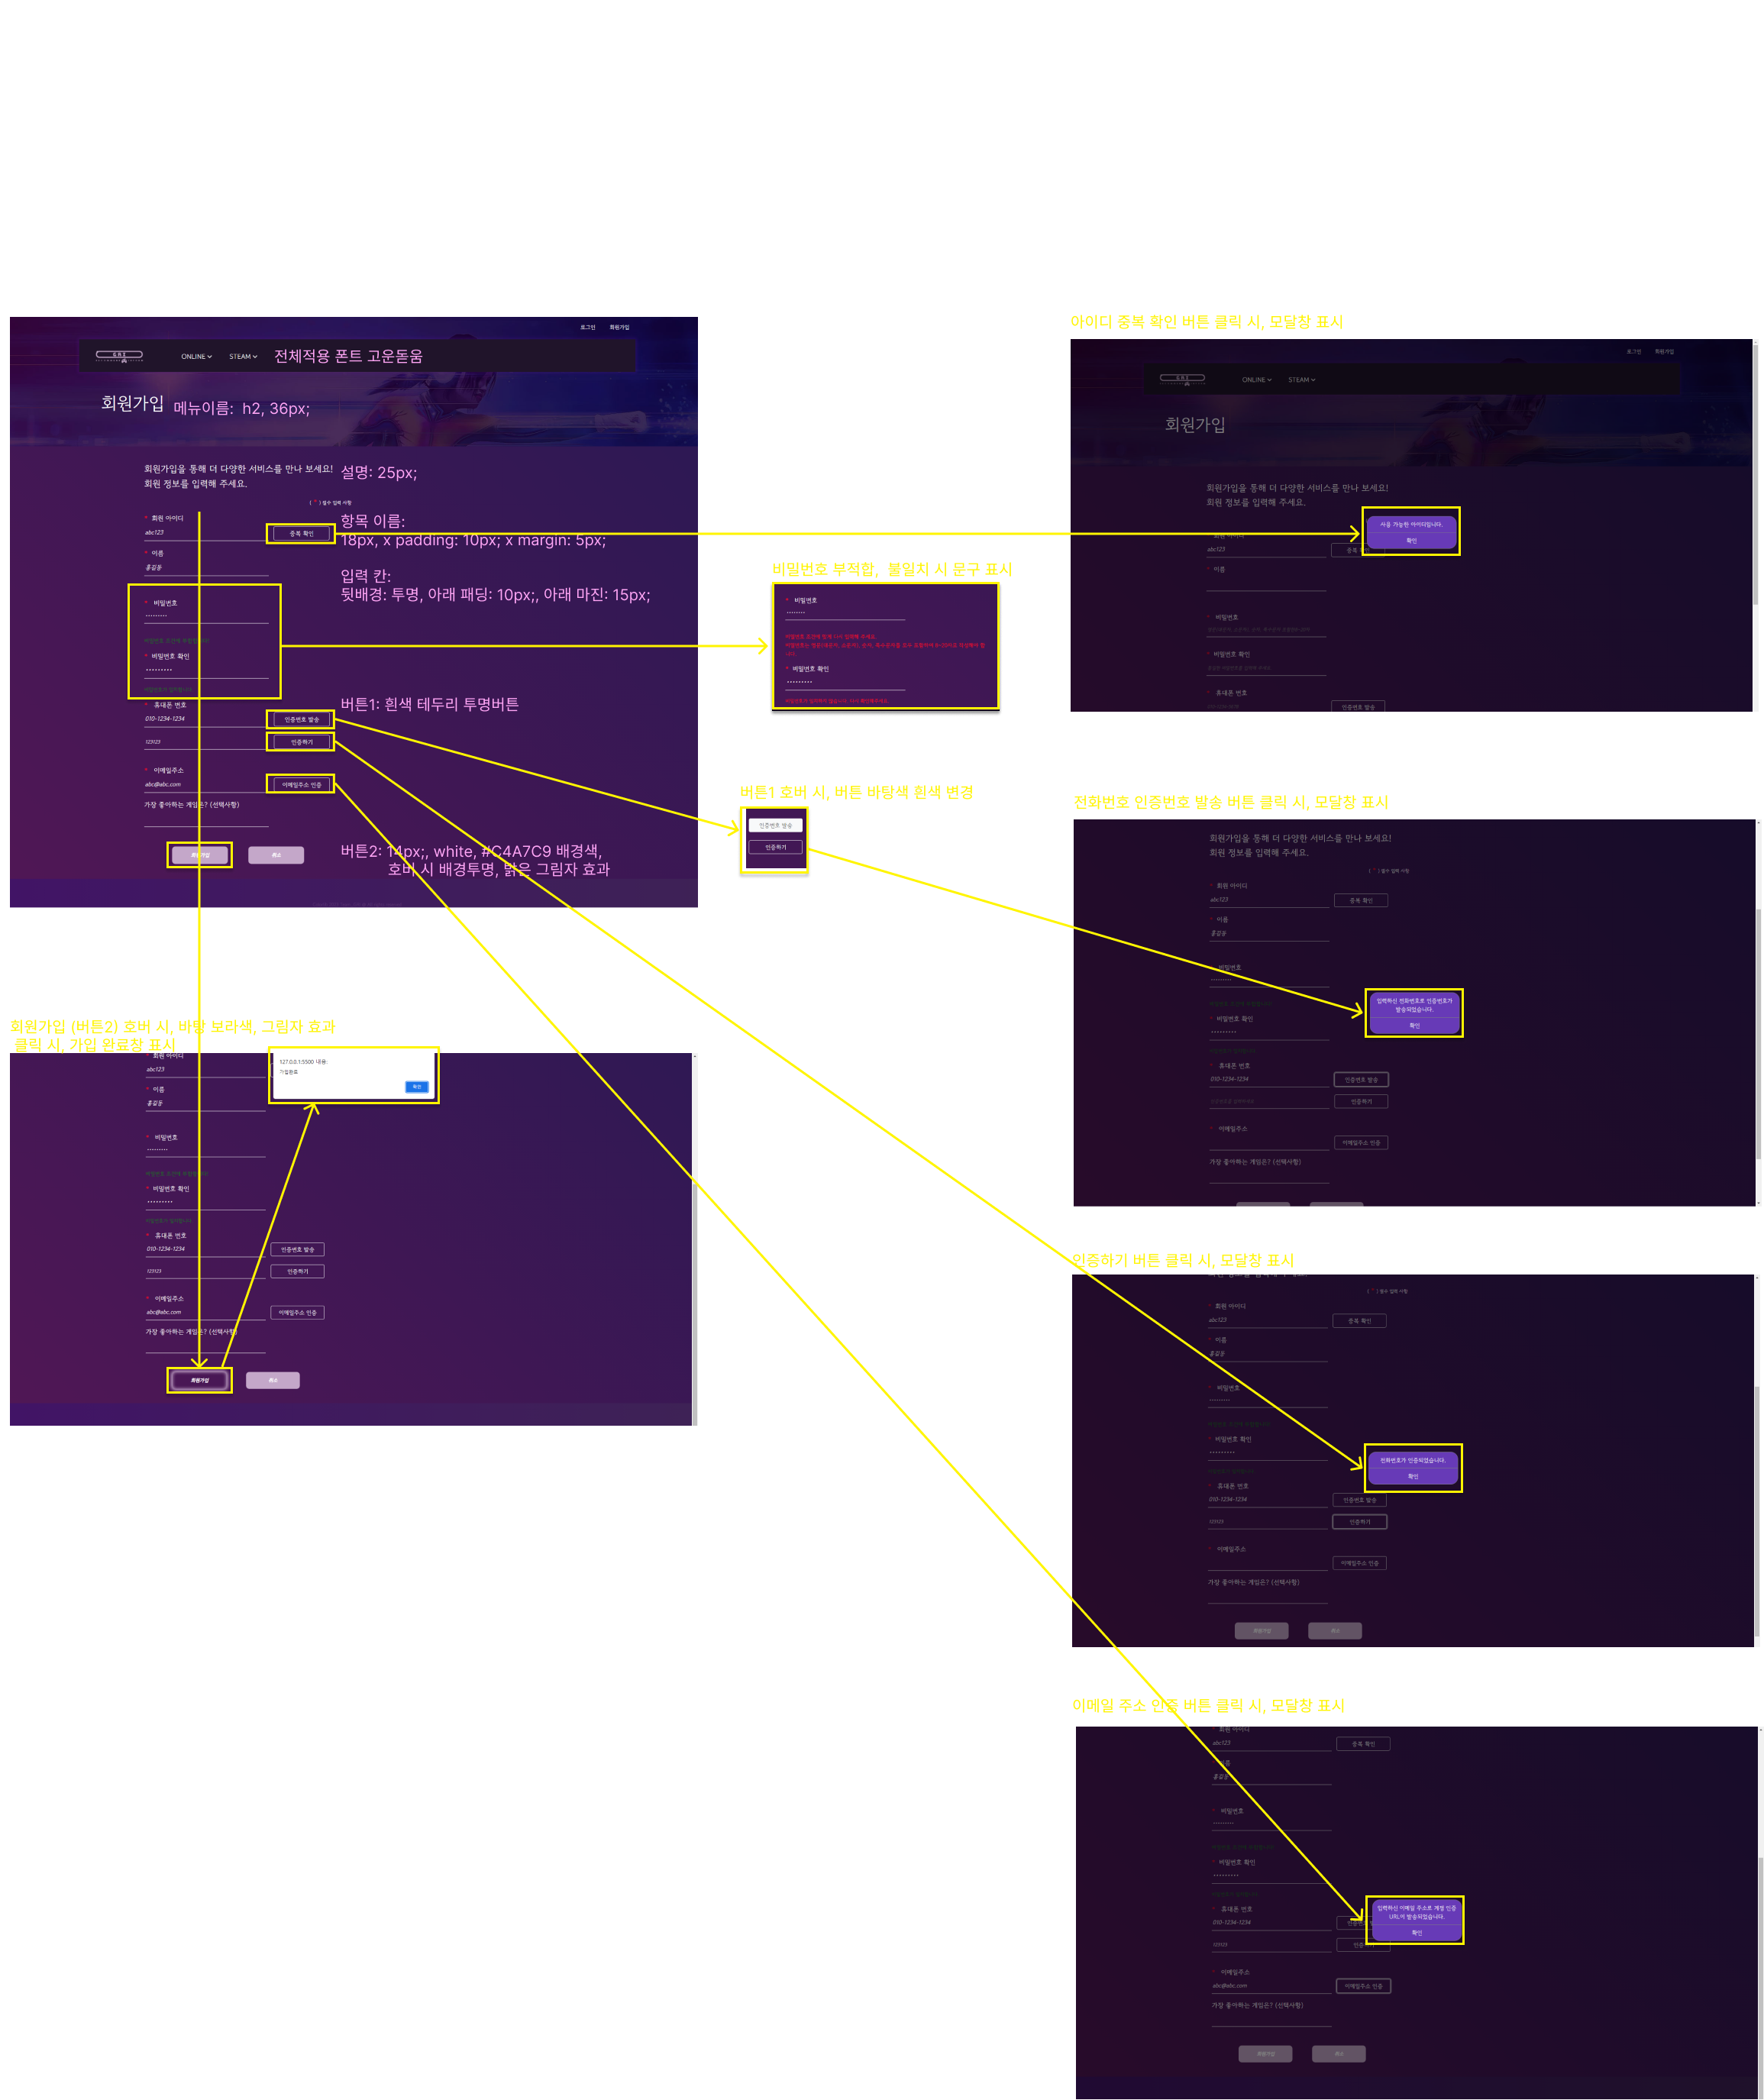 로그인 회원가입
GRI
ONLINE STEAM 전체적용 폰트 고운돋움
회원가입 메뉴이름: h2, 36px;
회원가입을 통해 더 다양한 서비스를 만나 보세요! 설명: 25px;
회원 정보를 입력해 주세요.
( * ) 필수 입력 사항
* 회원 아이디 항목 이름:
abc123 중복 확인 18px, x padding: 10px; x margin: 5px;
* 이름
홍길동 입력 칸:
뒷배경: 투명, 아래 패딩: 10px;, 아래 마진: 15px;
* 비밀번호
* 비밀번호 확인
* 휴대폰 번호 버튼1: 흰색 테두리 투명버튼
010-1234-1234 인증번호 발송
123123 인증하기
* 이메일주소
abc@abc.com 이메일주소 인증
가장 좋아하는 게임은? (선택사항)
회원가입 취소 버튼2: 14px;, white, #C4A7C9 배경색,
호버 시 배경투명, 밝은 그림자 효과
비밀번호 부적합, 불일치 시 문구 표시
* 비밀번호
* 비밀번호 확인
버튼1 호버 시, 버튼 바탕색 흰색 변경
인증번호 발송
인증하기
아이디 중복 확인 버튼 클릭 시, 모달창 표시
로그인 회원가입
ONLINE STEAM
회원가입
회원가입을 통해 더 다양한 서비스를 만나 보세요!
회원 정보를 입력해 주세요.
사용 가능한 아이디입니다.
확인
* 회원 아이디
abc123 중복 확인
* 이름
* 비밀번호
* 비밀번호 확인
* 휴대폰 번호
인증번호 발송
전화번호 인증번호 발송 버튼 클릭 시, 모달창 표시
회원가입을 통해 더 다양한 서비스를 만나 보세요!
회원 정보를 입력해 주세요.
( * ) 필수 입력 사항
* 회원 아이디
abc123 중복 확인
* 이름
홍길동
* 비밀번호
입력하신 전화번호로 인증번호가
발송되었습니다.
확인
* 비밀번호 확인
* 휴대폰 번호
010-1234-1234 인증번호 발송
인증하기
* 이메일주소
이메일주소 인증
가장 좋아하는 게임은? (선택사항)
회원가입 (버튼2) 호버 시, 바탕 보라색, 그림자 효과
클릭 시, 가입 완료창 표시
* 회원 아이디
abc123
127.0.0.1:5500 내용:
가입완료
확인
* 이름
홍길동
* 비밀번호
* 비밀번호 확인
* 휴대폰 번호
010-1234-1234 인증번호 발송
123123 인증하기
* 이메일주소
abc@abc.com 이메일주소 인증
가장 좋아하는 게임은? (선택사항)
회원가입 취소
인증하기 버튼 클릭 시, 모달창 표시
( * ) 필수 입력 사항
* 회원 아이디
abc123 중복 확인
* 이름
홍길동
* 비밀번호
* 비밀번호 확인
전화번호가 인증되었습니다.
확인
* 휴대폰 번호
010-1234-1234 인증번호 발송
123123 인증하기
* 이메일주소
이메일주소 인증
가장 좋아하는 게임은? (선택사항)
회원가입 취소
이메일 주소 인증 버튼 클릭 시, 모달창 표시
* 회원 아이디
abc123 중복 확인
이름
홍길동
* 비밀번호
* 비밀번호 확인
입력하신 이메일 주소로 계정 인증
URL이 발송되었습니다.
확인
* 휴대폰 번호
010-1234-1234
123123
* 이메일주소
abc@abc.com 이메일주소 인증
가장 좋아하는 게임은? (선택사항)
회원가입 취소